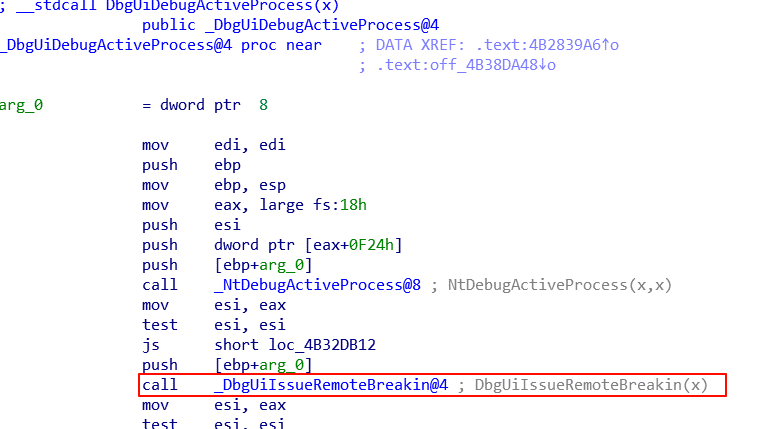 ; __stdcall DbgUiDebugActiveProcess(x)
public _DbgUiDebugActiveProcess@4
_DbgUiDebugActiveProcess@4 proc near ; DATA XREF: .text:4B2839A6↑o
; .text:off_4B38DA48↓o
arg_0 = dword ptr 8
mov edi, edi
push ebp
mov ebp, esp
mov eax, large fs:18h
push esi
push dword ptr [eax+0F24h]
push [ebp+arg_0]
call _NtDebugActiveProcess@8 ; NtDebugActiveProcess(x,x)
mov esi, eax
test esi, esi
js short loc_4B32DB12
push [ebp+arg_0]
call _DbgUiIssueRemoteBreakin@4 ; DbgUiIssueRemoteBreakin(x)
mov esi, eax
test esi, esi